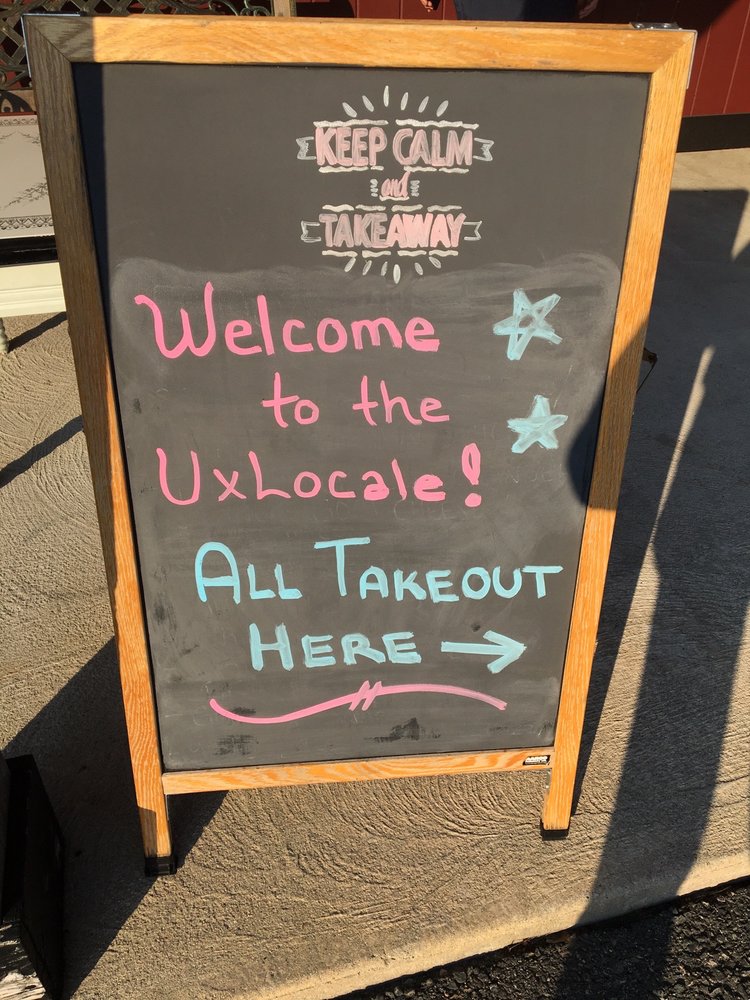 KEEP CALM
and
TAKEAWAY
Welcome
to the
UxLocale!
ALL TAKEOUT
HERE →